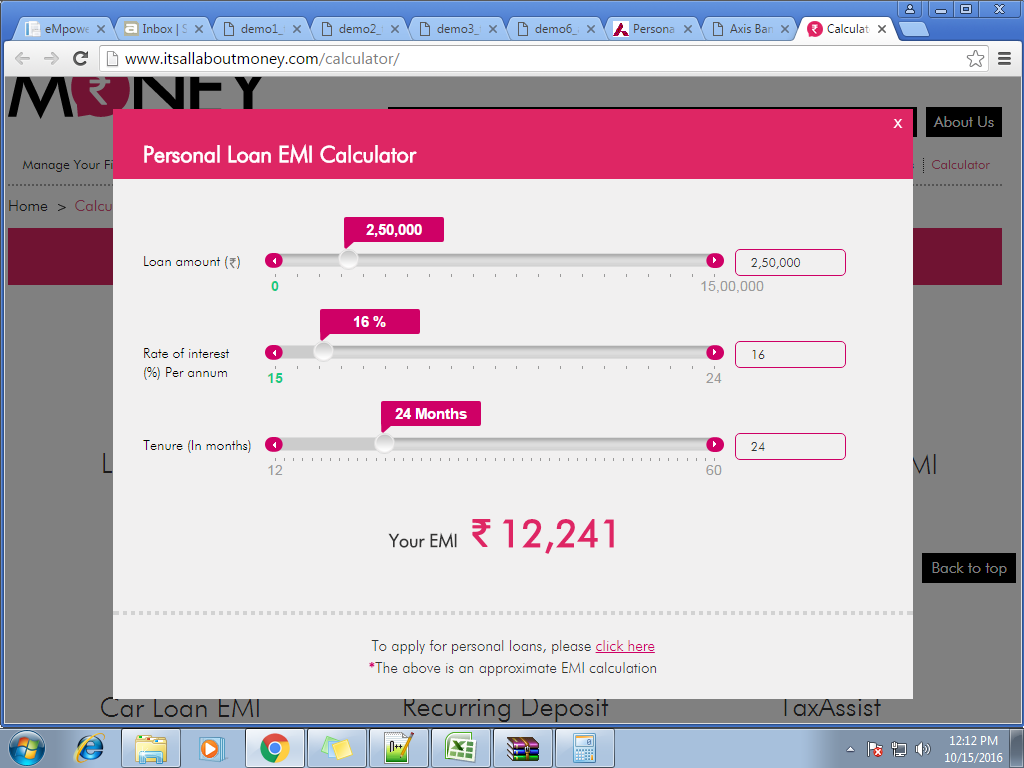 eMpowe
Inbox | S
demo1_
demo2_
demo3_
demo6_
Persona
Axis Ban
Calculat
www.itsallaboutmoney.com/calculator/
M₹NEY
About Us
Manage Your Fi
Calculator
Home > Calcu
Personal Loan EMI Calculator
X
2,50,000
Loan amount (₹)
2,50,000
0
15,00,000
16 %
Rate of interest
(%) Per annum
16
15
24
24 Months
Tenure (In months)
24
12
60
L
MI
Your EMI ₹ 12,241
Back to top
To apply for personal loans, please click here
*The above is an approximate EMI calculation
Car Loan EMI
Recurring Deposit
TaxAssist
12:12 PM
10/15/2016